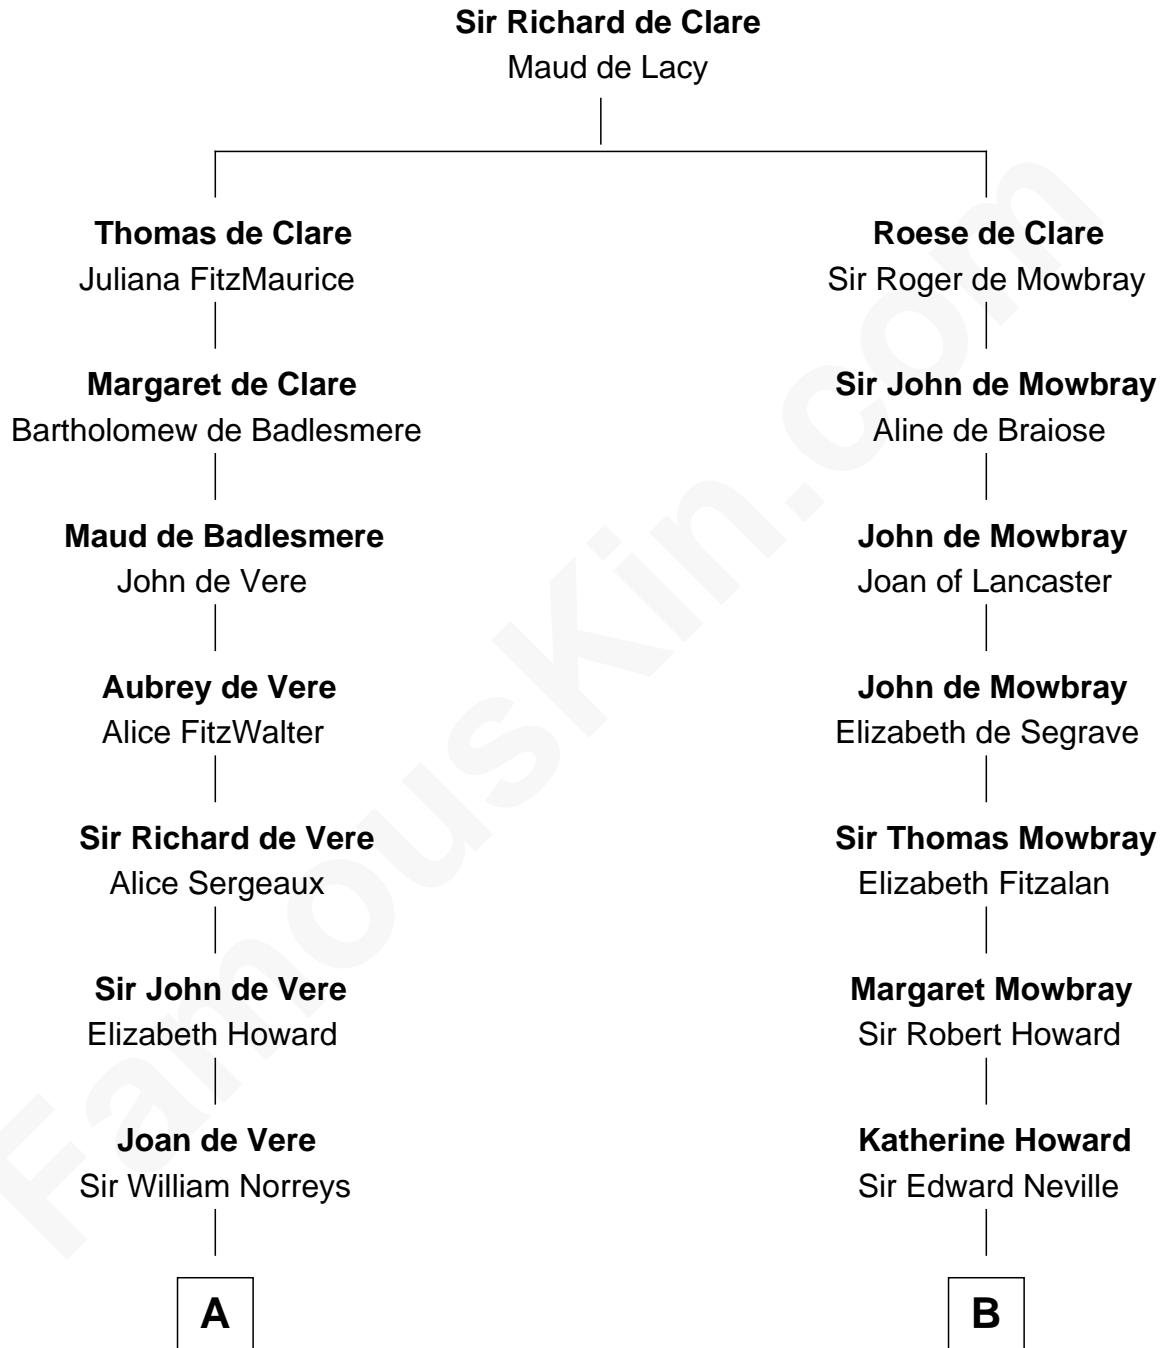 Sir Richard de Clare
Maud de Lacy
Thomas de Clare
Juliana FitzMaurice
Margaret de Clare
Bartholomew de Badlesmere
Maud de Badlesmere
John de Vere
Aubrey de Vere
Alice FitzWalter
Sir Richard de Vere
Alice Sergeaux
Sir John de Vere
Elizabeth Howard
Joan de Vere
Sir William Norreys
A
Roese de Clare
Sir Roger de Mowbray
Sir John de Mowbray
Aline de Braiose
John de Mowbray
Joan of Lancaster
John de Mowbray
Elizabeth de Segrave
Sir Thomas Mowbray
Elizabeth Fitzalan
Margaret Mowbray
Sir Robert Howard
Katherine Howard
Sir Edward Neville
B
FamousKin.com